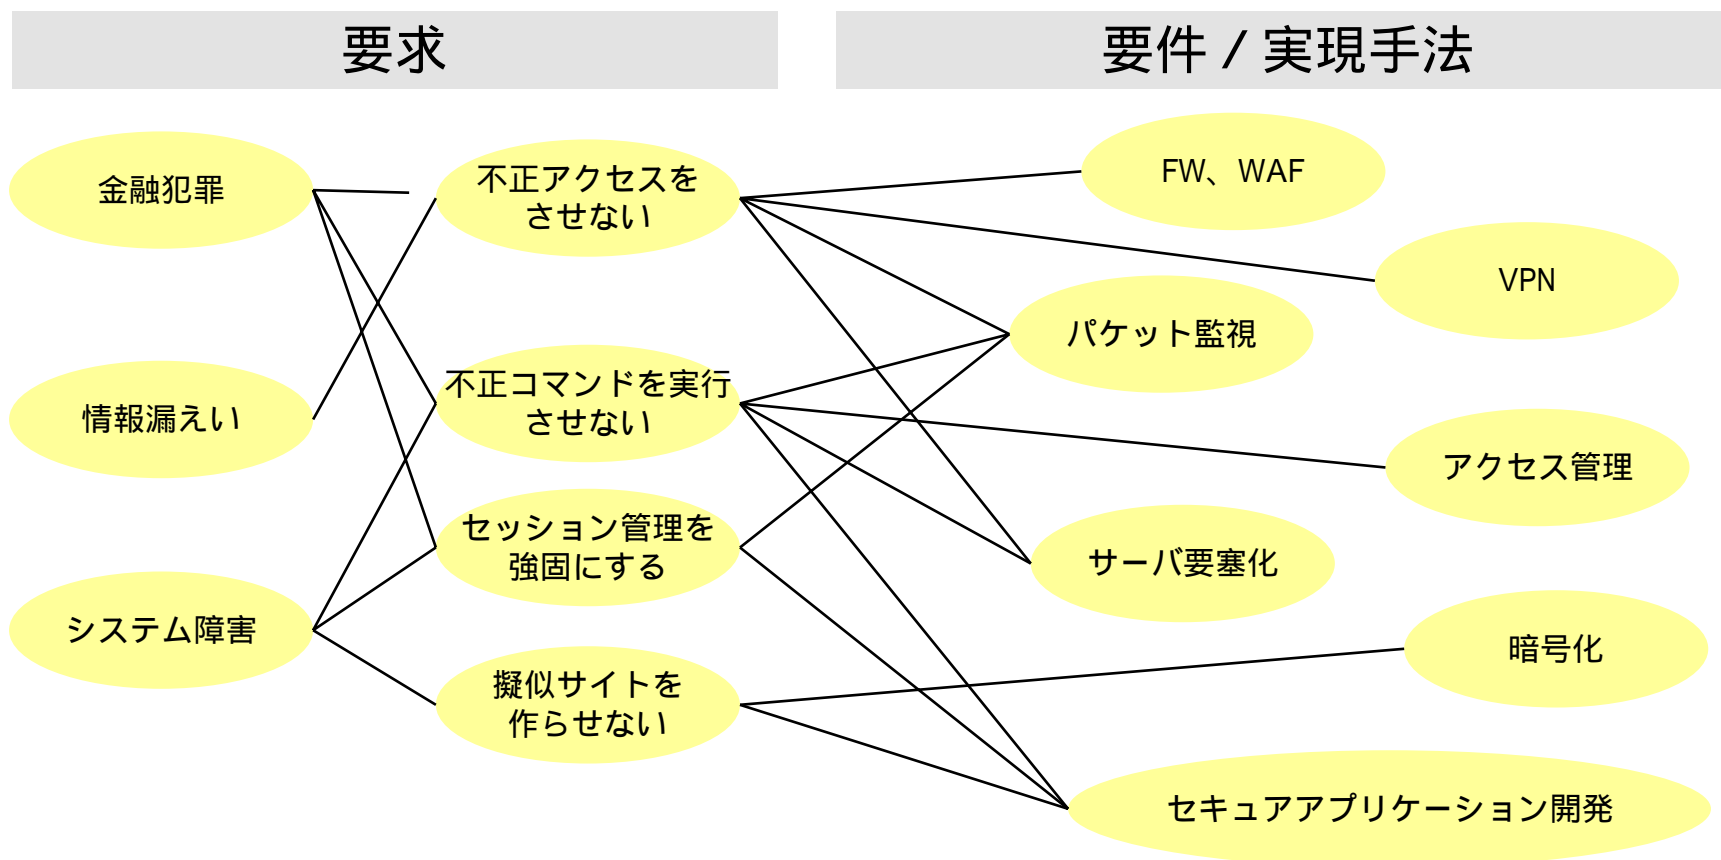 要求
要件 / 実現手法
金融犯罪
情報漏えい
システム障害
不正アクセスを
させない
不正コマンドを実行
させない
セッション管理を
強固にする
擬似サイトを
作らせない
FW、WAF
VPN
パケット監視
アクセス管理
サーバ要塞化
暗号化
セキュアアプリケーション開発